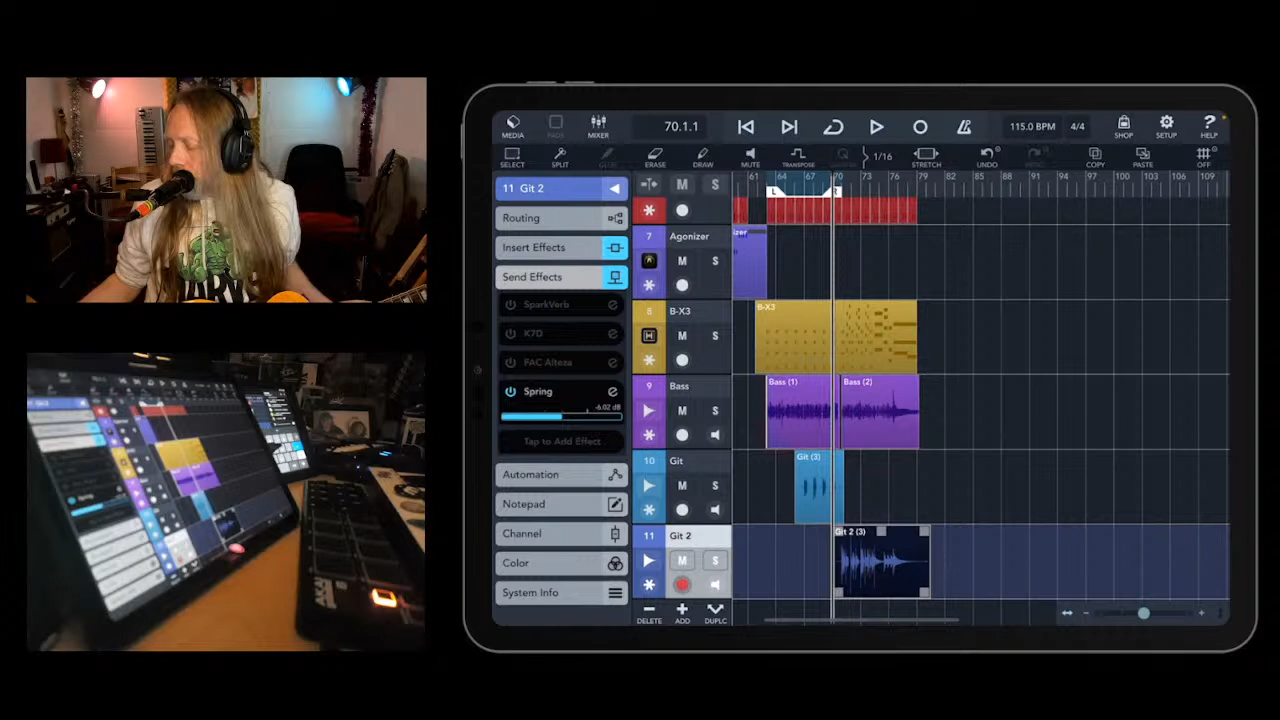 MEDIA
MIXER
70.1.1
115.0 BPM
4/4
SHOP
SETUP
HELP
SELECT
SPLIT
ERASE
DRAW
MUTE
TRANSPOSE
1/16
STRETCH
UNDO
COPY
PASTE
OFF
11 Git 2
Routing
Insert Effects
Send Effects
SparkVerb
K7D
FAC Alteza
Spring
-6.02 dB
Tap to Add Effect
Automation
Notepad
Channel
Color
System Info
61 64 67 70 73 76 79 82 85 88 91 94 97 100 103 106 109
L R
M S
7 Agonizer
izer
M S
8 B-X3
B-X3
M S
9 Bass
Bass (1) Bass (2)
M S
10 Git
Git (3)
M S
11 Git 2
Git 2 (3)
M S
DELETE
ADD
DUPLC
AKAI